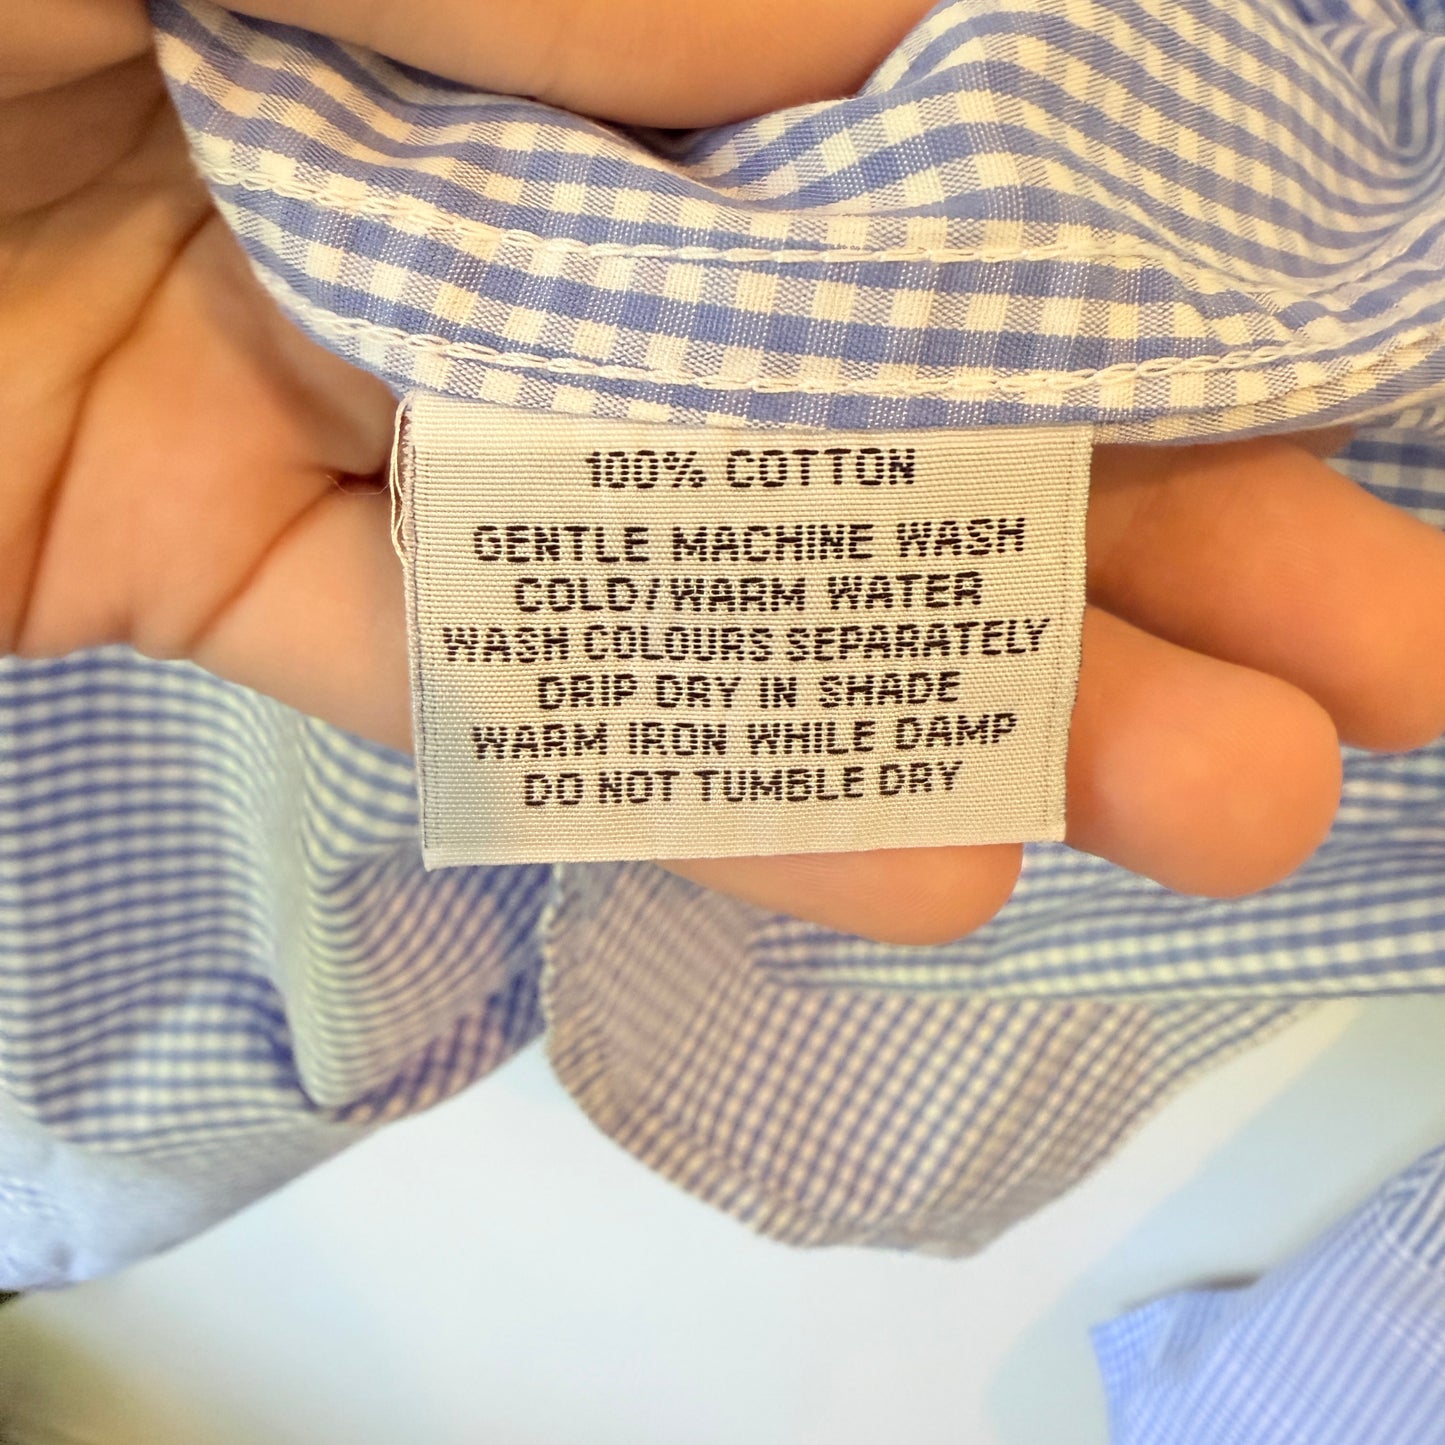 100% COTTON
GENTLE MACHINE WASH
COLD/WARM WATER
WASH COLOURS SEPARATELY
DRIP DRY IN SHADE
WARM IRON WHILE DAMP
DO NOT TUMBLE DRY